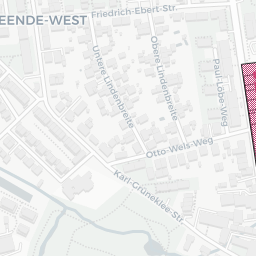 EENDE-WEST
Friedrich-Ebert-Str.
Untere Lindenbreite
Obere Lindenbreite
Paul-Löbe-Weg
Otto-Wels-Weg
Karl-Grüneklee-Str.